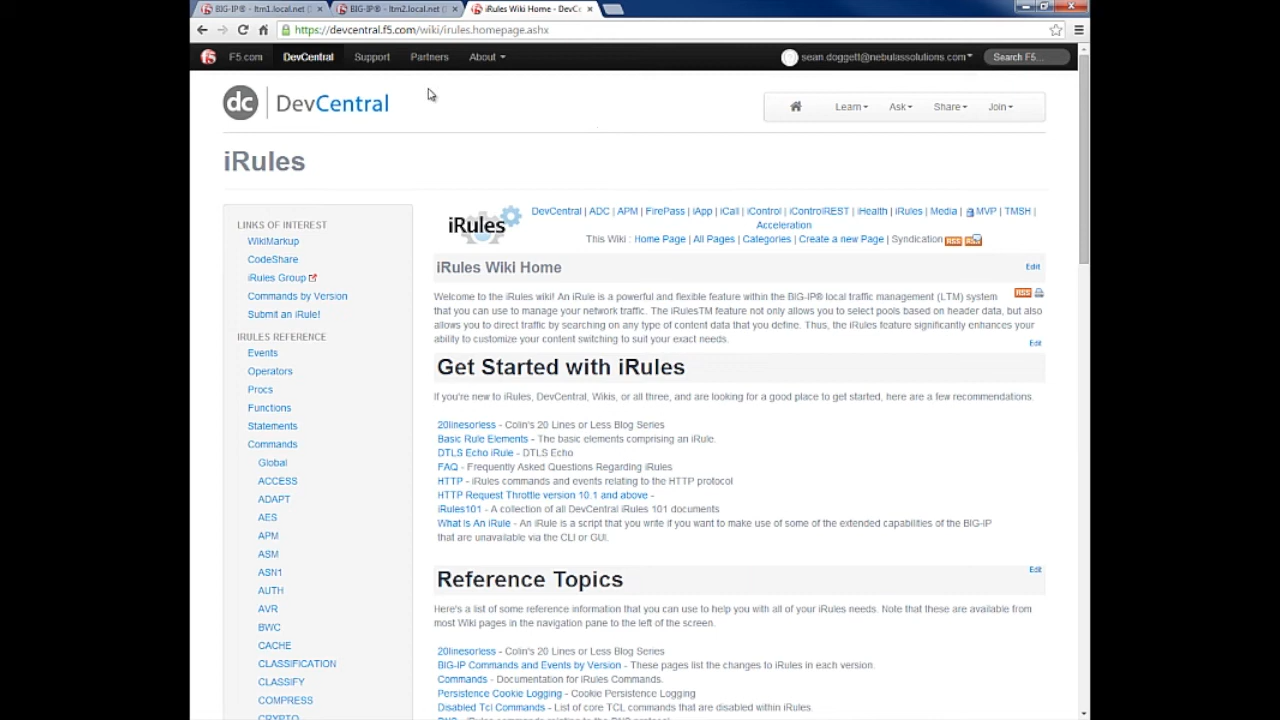 BIG-IP® - ltm1.local.net (
BIG-IP® - ltm2.local.net (
iRules Wiki Home - DevCe
https://devcentral.f5.com/wiki/irules.homepage.ashx
F5.com DevCentral Support Partners About sean.doggett@nebulassolutions.com Search F5...
dc DevCentral
Learn Ask Share Join
iRules
LINKS OF INTEREST
WikiMarkup
CodeShare
iRules Group
Commands by Version
Submit an iRule!
IRULES REFERENCE
Events
Operators
Procs
Functions
Statements
Commands
Global
ACCESS
ADAPT
AES
APM
ASM
ASN1
AUTH
AVR
BWC
CACHE
CLASSIFICATION
CLASSIFY
COMPRESS
CRYPTO
iRules
DevCentral | ADC | APM | FirePass | iApp | iCall | iControl | iControlREST | iHealth | iRules | Media | MVP | TMSH |
Acceleration
This Wiki : Home Page | All Pages | Categories | Create a new Page | Syndication RSS RSS
iRules Wiki Home Edit
RSS
Welcome to the iRules wiki! An iRule is a powerful and flexible feature within the BIG-IP® local traffic management (LTM) system
that you can use to manage your network traffic. The iRulesTM feature not only allows you to select pools based on header data, but also
allows you to direct traffic by searching on any type of content data that you define. Thus, the iRules feature significantly enhances your
ability to customize your content switching to suit your exact needs.
Edit
Get Started with iRules
If you're new to iRules, DevCentral, Wikis, or all three, and are looking for a good place to get started, here are a few recommendations.
20linesorless - Colin's 20 Lines or Less Blog Series
Basic Rule Elements - The basic elements comprising an iRule.
DTLS Echo iRule - DTLS Echo
FAQ - Frequently Asked Questions Regarding iRules
HTTP - iRules commands and events relating to the HTTP protocol
HTTP Request Throttle version 10.1 and above -
iRules101 - A collection of all DevCentral iRules 101 documents
What Is An iRule - An iRule is a script that you write if you want to make use of some of the extended capabilities of the BIG-IP
that are unavailable via the CLI or GUI.
Edit
Reference Topics
Here's a list of some reference information that you can use to help you with all of your iRules needs. Note that these are available from
most Wiki pages in the navigation pane to the left of the screen.
20linesorless - Colin's 20 Lines or Less Blog Series
BIG-IP Commands and Events by Version - These pages list the changes to iRules in each version.
Commands - Documentation for iRules Commands.
Persistence Cookie Logging - Cookie Persistence Logging
Disabled Tcl Commands - List of core TCL commands that are disabled within iRules
DNS - iRules commands relating to the DNS protocol